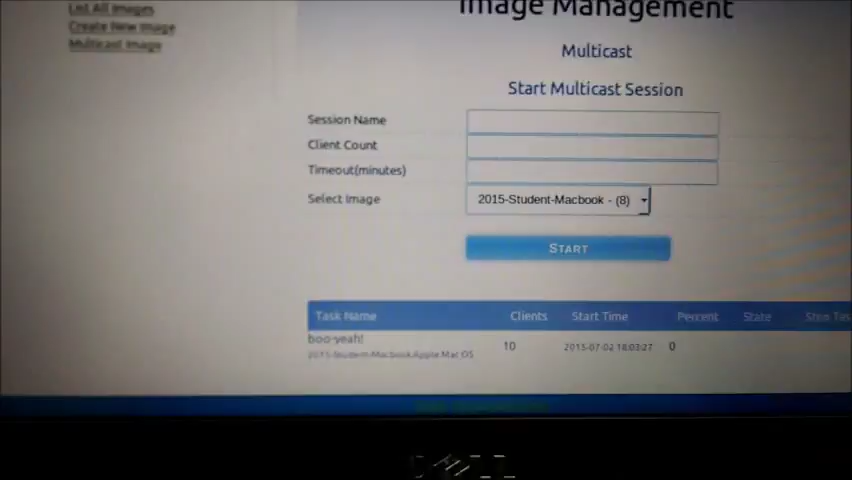 List All Images
Image Management
Create New Image
Multicast Image
Multicast
Start Multicast Session
Session Name
Client Count
Timeout(minutes)
Select Image
2015-Student-Macbook - (8)
START
Task Name Clients Start Time Percent State
boo-yeah! 10 2015-07-02 18:03:27 0
2015-Student-Macbook Apple Mac OS